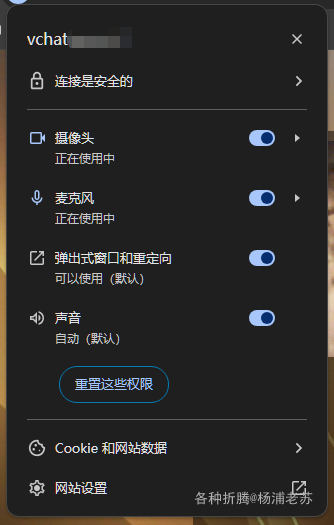 vchat
连接是安全的
摄像头
正在使用中
麦克风
正在使用中
弹出式窗口和重定向
可以使用（默认）
声音
自动（默认）
重置这些权限
Cookie 和网站数据
网站设置
各种折腾@杨浦老苏